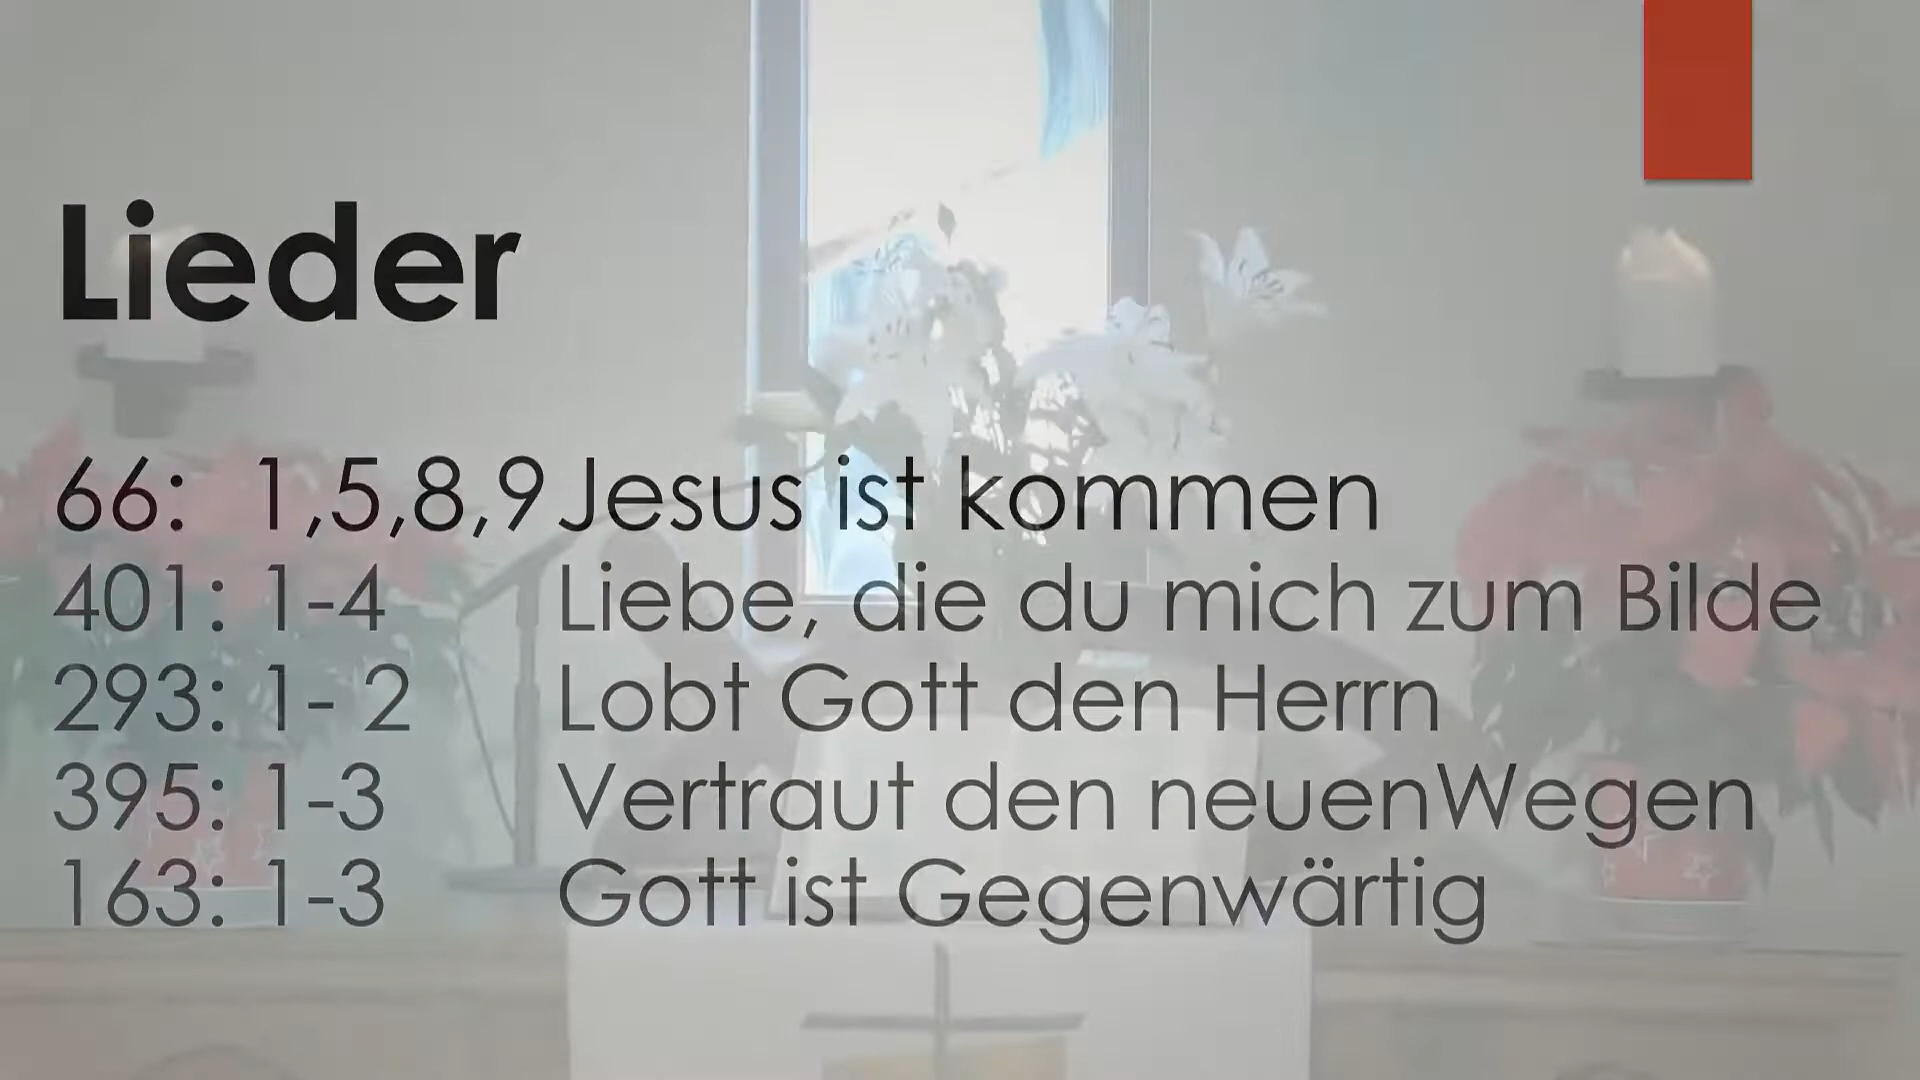 Lieder
66: 1,5,8,9 Jesus ist kommen
401: 1-4 Liebe, die du mich zum Bilde
293: 1- 2 Lobt Gott den Herrn
395: 1-3 Vertraut den neuenWegen
163: 1-3 Gott ist Gegenwärtig